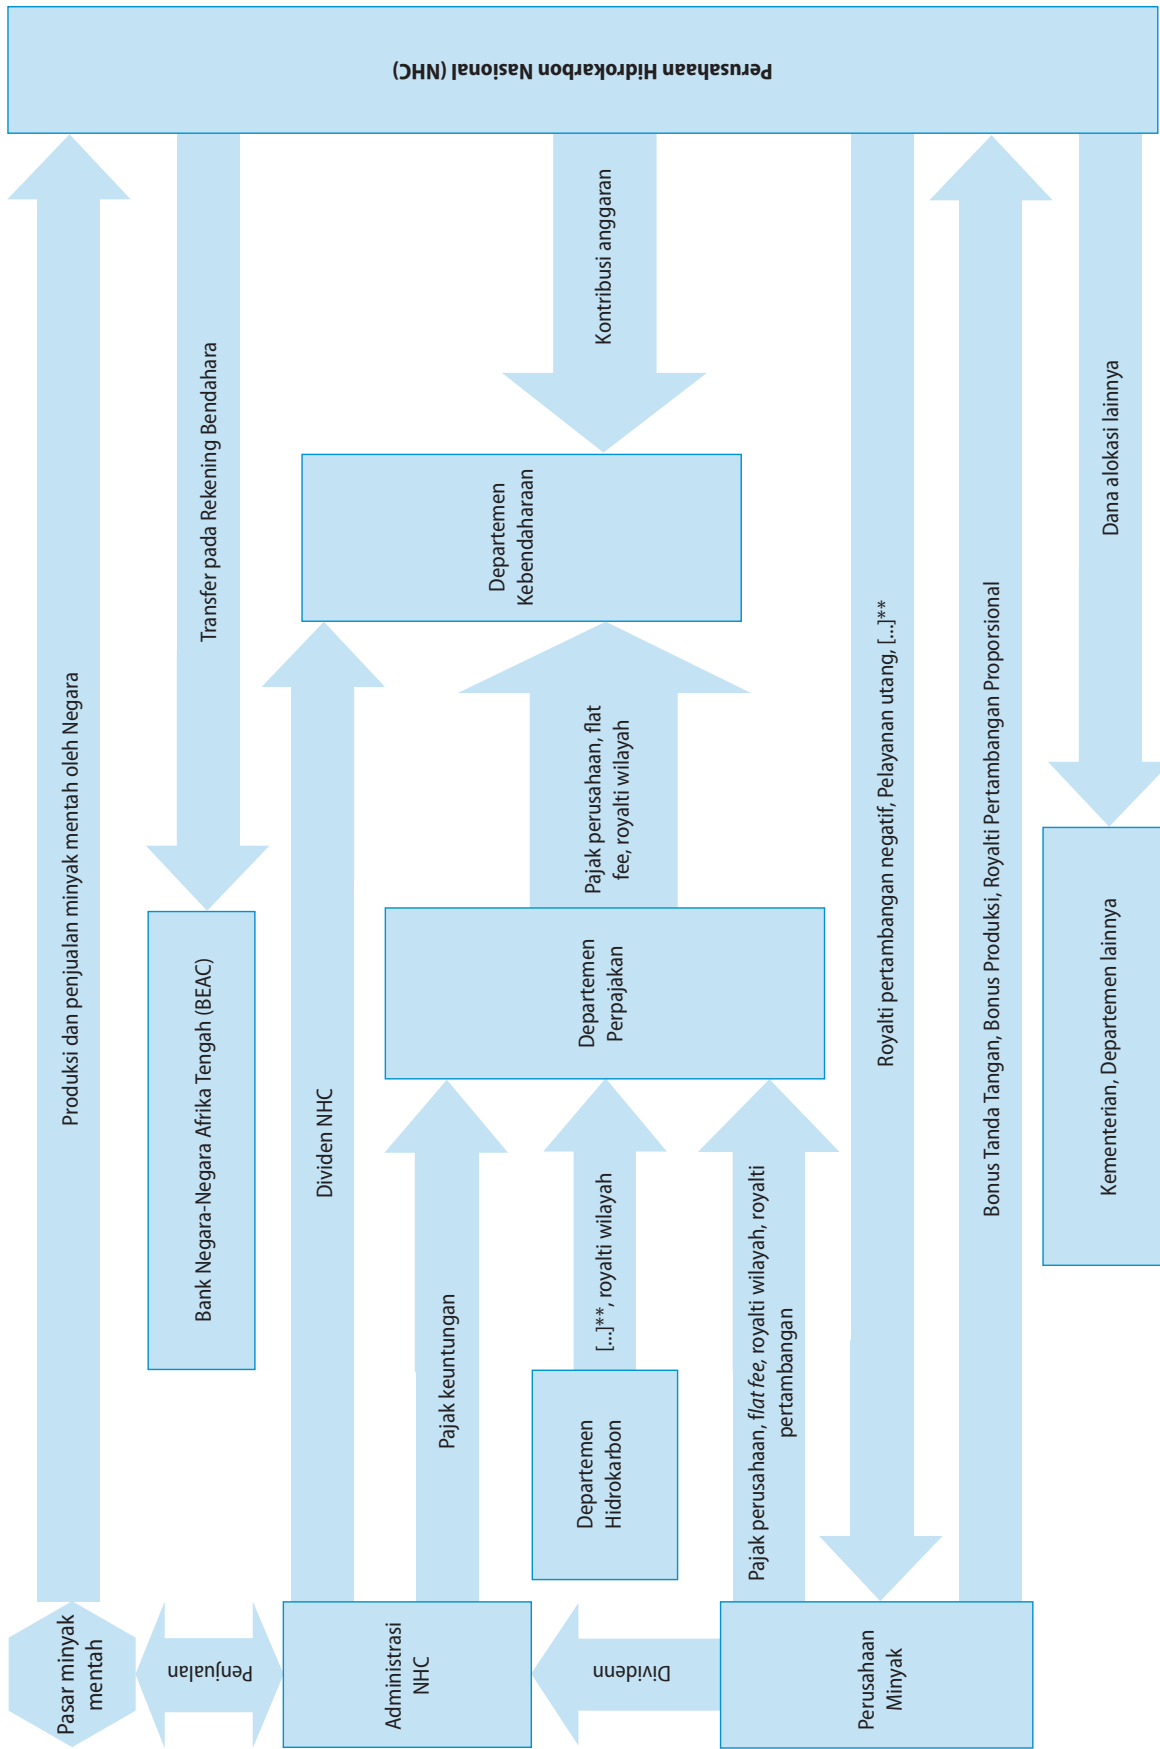 Pasar minyak
mentah
Produksi dan penjualan minyak mentah oleh Negara
Perusahaan Hidrokarbon Nasional (NHC)
Penjualan
Bank Negara-Negara Afrika Tengah (BEAC)
Transfer pada Rekening Bendahara
Administrasi
NHC
Dividen NHC
Pajak keuntungan
Departemen
Kebendaharaan
Kontribusi anggaran
Departemen
Hidrokarbon
[...]**, royalti wilayah
Departemen
Perpajakan
Pajak perusahaan, flat
fee, royalti wilayah
Dividenn
Pajak perusahaan, flat fee, royalti wilayah, royalti
pertambangan
Perusahaan
Minyak
Royalti pertambangan negatif, Pelayanan utang, [...]**
Bonus Tanda Tangan, Bonus Produksi, Royalti Pertambangan Proporsional
Kementerian, Departemen lainnya
Dana alokasi lainnya